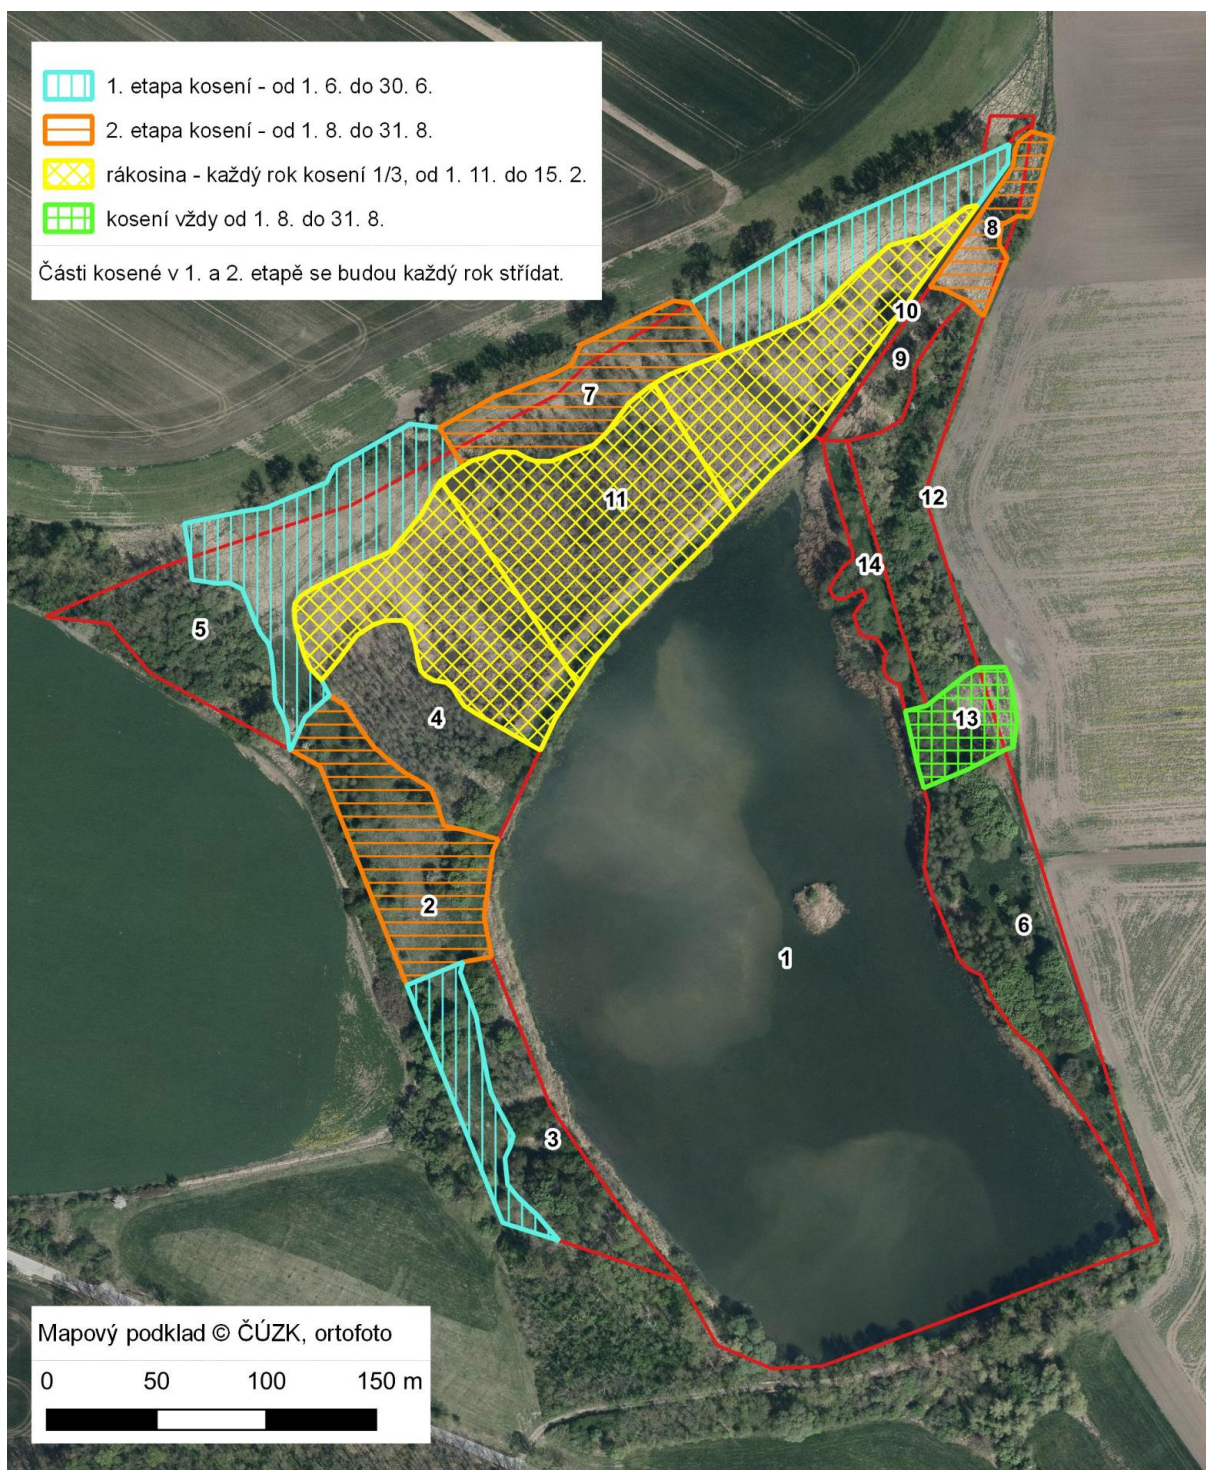 1. etapa kosení - od 1. 6. do 30. 6.
2. etapa kosení - od 1. 8. do 31. 8.
rákosina - každý rok kosení 1/3, od 1. 11. do 15. 2.
kosení vždy od 1. 8. do 31. 8.
Části kosené v 1. a 2. etapě se budou každý rok střídat.
8
10
9
7
11
12
14
5
13
4
2
6
1
3
Mapový podklad © ČÚZK, ortofoto
0 50 100 150 m